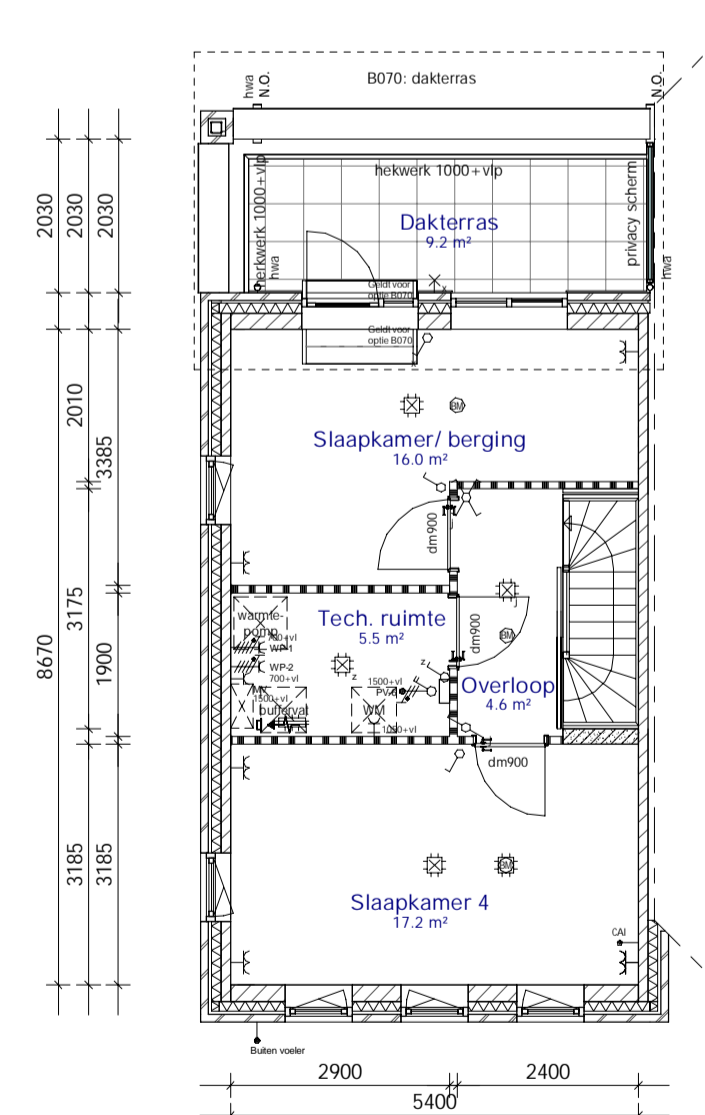 B070: dakterras
hwa
N.O.
N.O.
hekwerk 1000+vlp
herkwerk 1000+vlp
hwa
Dakterras
9.2 m²
privacy scherm
hwa
Geldt voor
optie B070
Geldt voor
optie B070
2030
2030
2030
2010
3385
3175
8670
1900
3185
3185
Slaapkamer/ berging
16.0 m²
BM
dm900
Tech. ruimte
5.5 m²
warmte-
pomp
WP-1
WP-2
700+vl
1500+vl
buffervat
1500+vl
WM
z
z
dm900
BM
Overloop
4.6 m²
dm900
BM
Slaapkamer 4
17.2 m²
CAI
Buiten voeler
2900
2400
5400